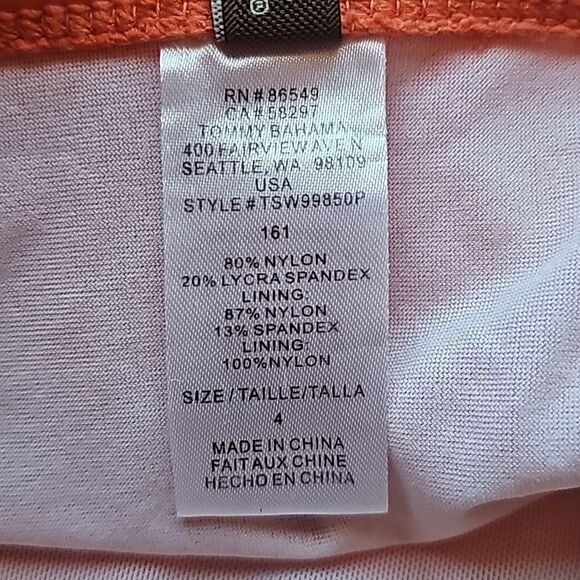 ®
RN # 86549
CA # 58297
TOMMY BAHAMA
400 FAIRVIEW AVE N
SEATTLE, WA 98109
USA
STYLE # TSW99850P
161
80% NYLON
20% LYCRA SPANDEX
LINING:
87% NYLON
13% SPANDEX
LINING:
100%NYLON
SIZE / TAILLE/TALLA
4
MADE IN CHINA
FAIT AUX CHINE
HECHO EN CHINA